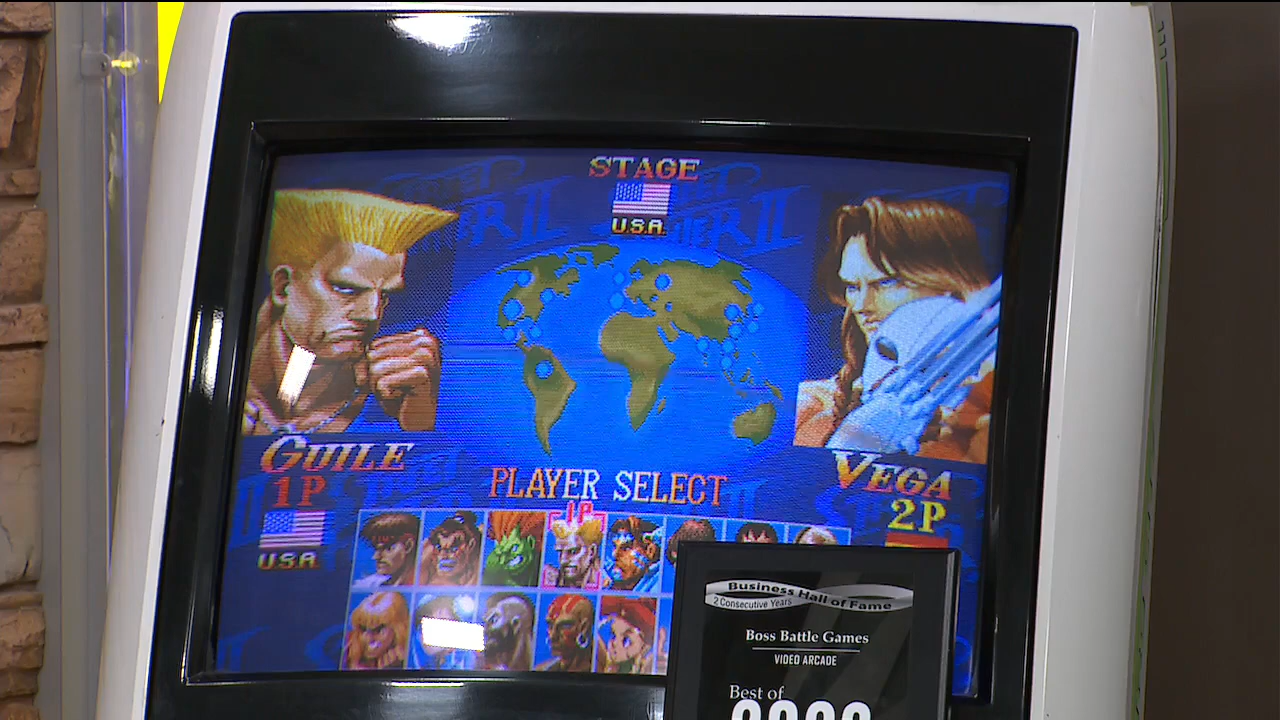 STAGE
U.S.A.
GUILE
1P
U.S.A.
PLAYER SELECT
1P
VEGA
2P
Business Hall of Fame
2 Consecutive Years
Boss Battle Games
VIDEO ARCADE
Best of